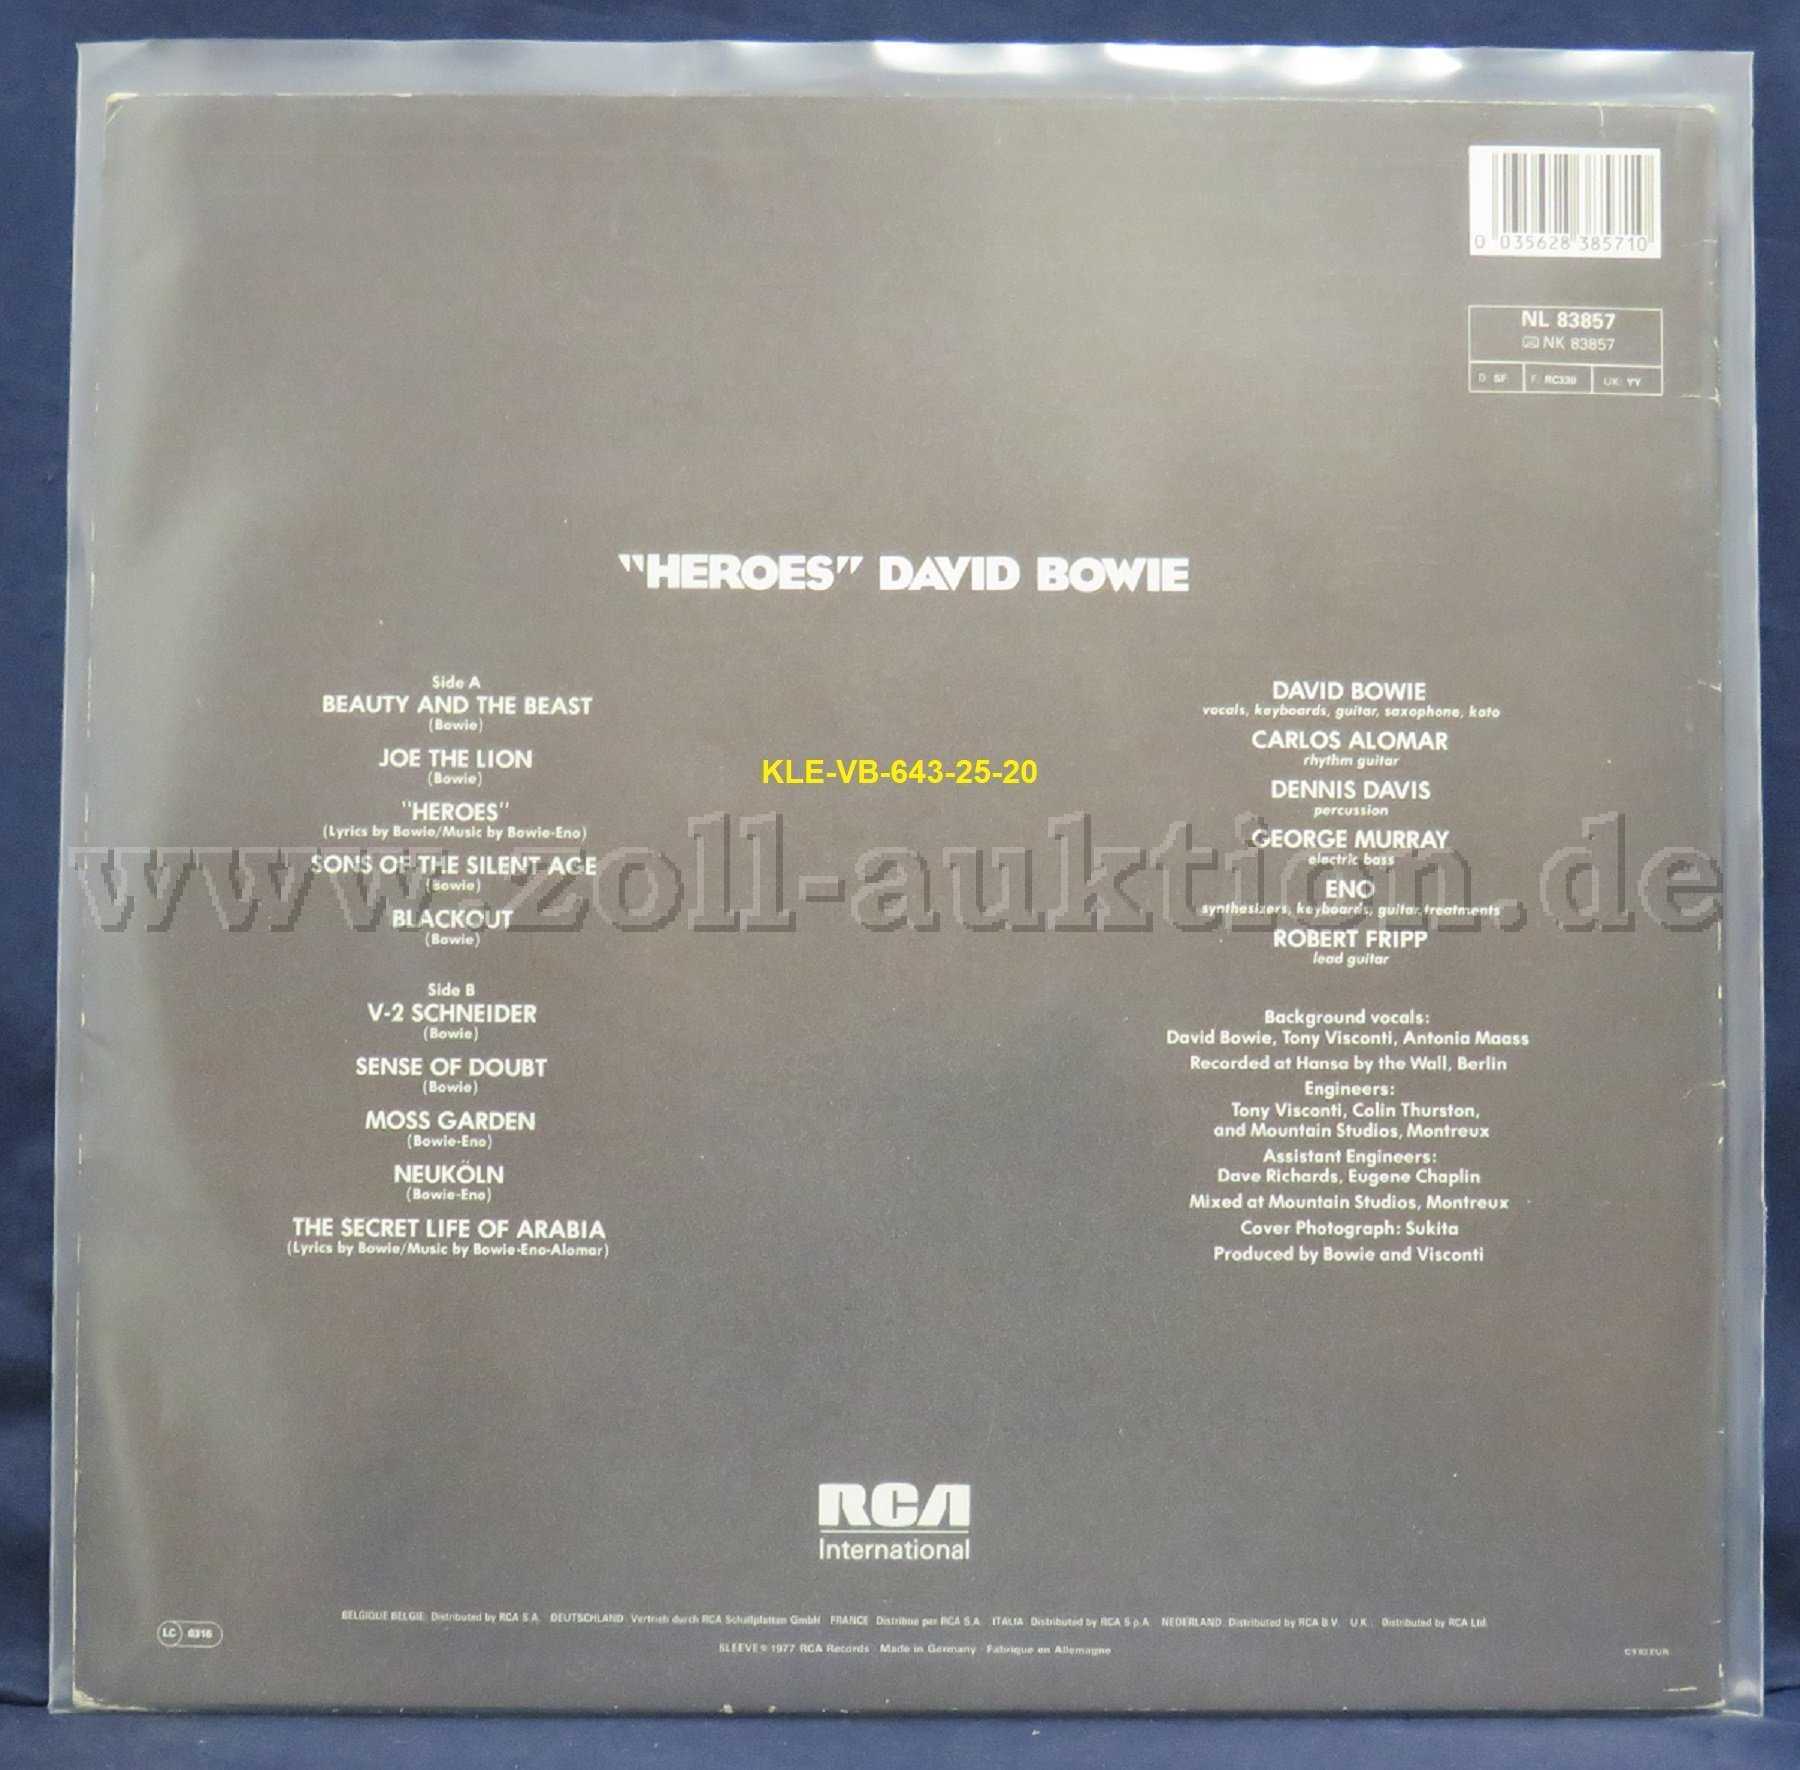 0 035628 385710
NL 83857
NK 83857
D: SF F: RC330 UK: YY
"HEROES" DAVID BOWIE
Side A
BEAUTY AND THE BEAST
(Bowie)
JOE THE LION
(Bowie)
"HEROES"
(Lyrics by Bowie/Music by Bowie-Eno)
SONS OF THE SILENT AGE
(Bowie)
BLACKOUT
(Bowie)
Side B
V-2 SCHNEIDER
(Bowie)
SENSE OF DOUBT
(Bowie)
MOSS GARDEN
(Bowie-Eno)
NEUKÖLN
(Bowie-Eno)
THE SECRET LIFE OF ARABIA
(Lyrics by Bowie/Music by Bowie-Eno-Alomar)
KLE-VB-643-25-20
www.zoll-auktion.de
DAVID BOWIE
vocals, keyboards, guitar, saxophone, koto
CARLOS ALOMAR
rhythm guitar
DENNIS DAVIS
percussion
GEORGE MURRAY
electric bass
ENO
synthesizers, keyboards, guitar treatments
ROBERT FRIPP
lead guitar
Background vocals:
David Bowie, Tony Visconti, Antonia Maass
Recorded at Hansa by the Wall, Berlin
Engineers:
Tony Visconti, Colin Thurston,
and Mountain Studios, Montreux
Assistant Engineers:
Dave Richards, Eugene Chaplin
Mixed at Mountain Studios, Montreux
Cover Photograph: Sukita
Produced by Bowie and Visconti
RCA
International
BELGIQUE BELGIE: Distributed by RCA S.A. DEUTSCHLAND: Vertrieb durch RCA Schallplatten GmbH FRANCE: Distribué par RCA S.A. ITALIA: Distributed by RCA S.p.A. NEDERLAND: Distributed by RCA B.V. U.K.: Distributed by RCA Ltd.
LC 0316
SLEEVE © 1977 RCA Records · Made in Germany · Fabriqué en Allemagne